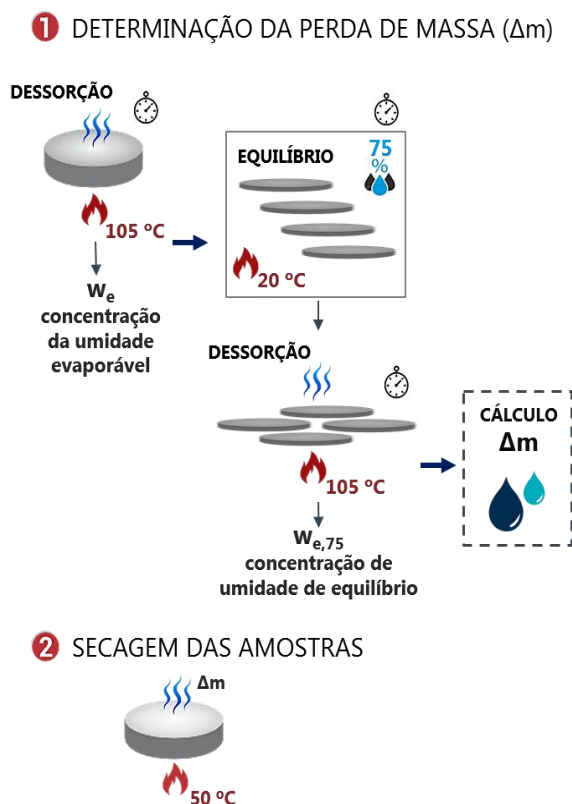 1 DETERMINAÇÃO DA PERDA DE MASSA (Δm)
DESSORÇÃO
105 ºC
We
concentração
da umidade
evaporável
EQUILÍBRIO
75
%
20 ºC
DESSORÇÃO
105 ºC
We,75
concentração de
umidade de equilíbrio
CÁLCULO
Δm
2 SECAGEM DAS AMOSTRAS
Δm
50 ºC